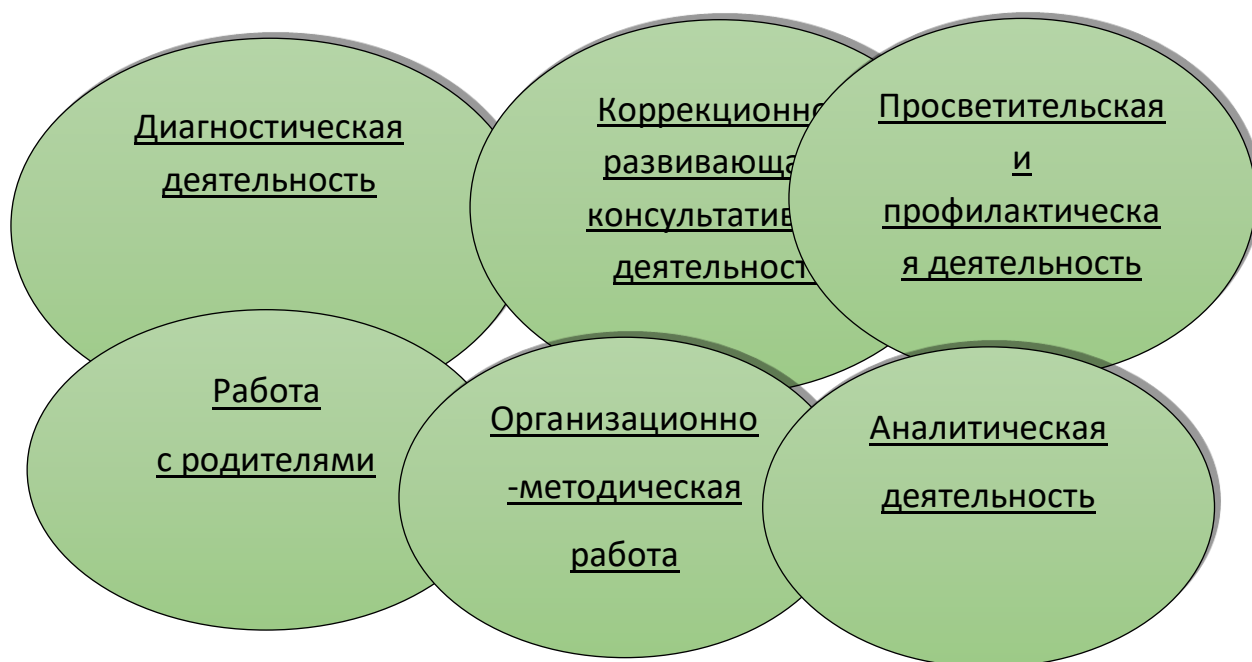 Диагностическая
деятельность
Коррекционно
развивающа
консультатив
деятельност
Просветительская
и
профилактическа
я деятельность
Работа
с родителями
Организационно
-методическая
работа
Аналитическая
деятельность